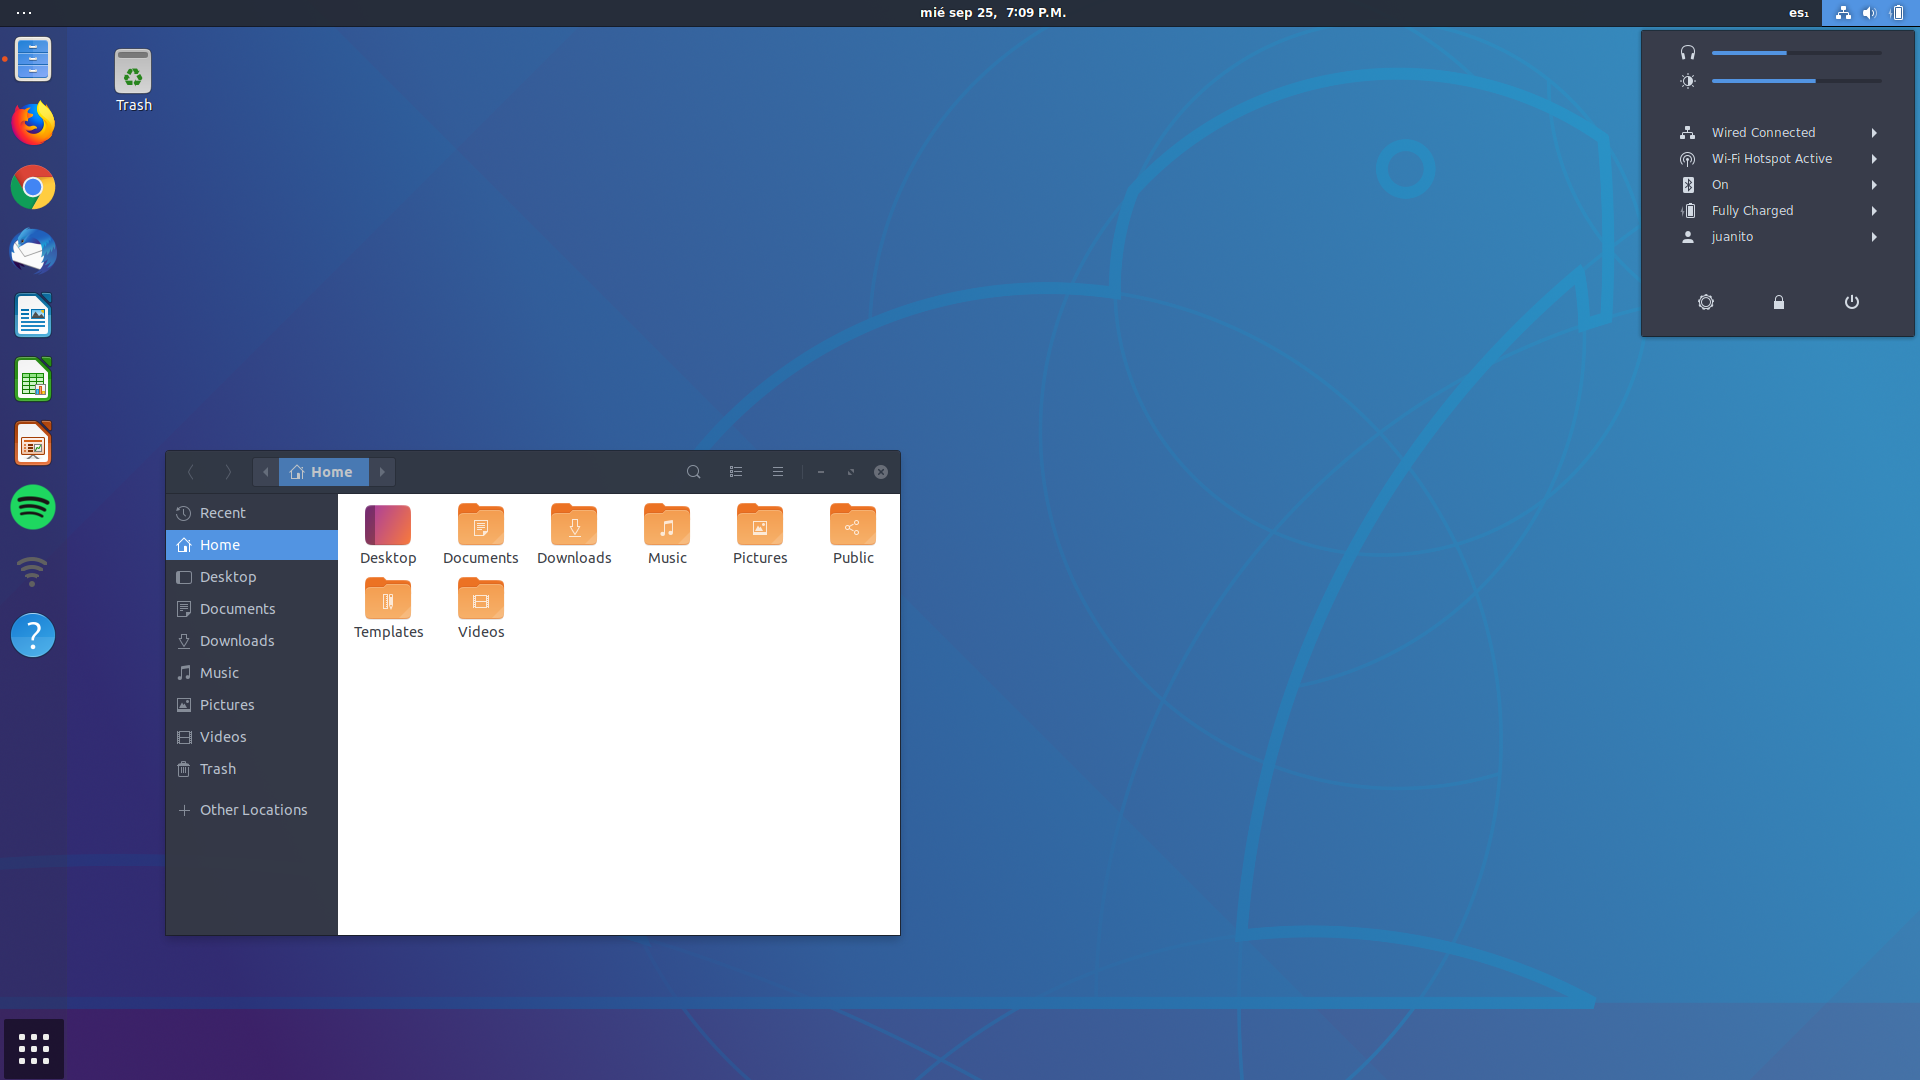 mié sep 25, 7:09 P.M.
es₁
Trash
Wired Connected
Wi-Fi Hotspot Active
On
Fully Charged
juanito
Home
Recent
Home
Desktop
Documents
Downloads
Music
Pictures
Videos
Trash
Other Locations
Desktop Documents Downloads Music Pictures Public
Templates Videos
?